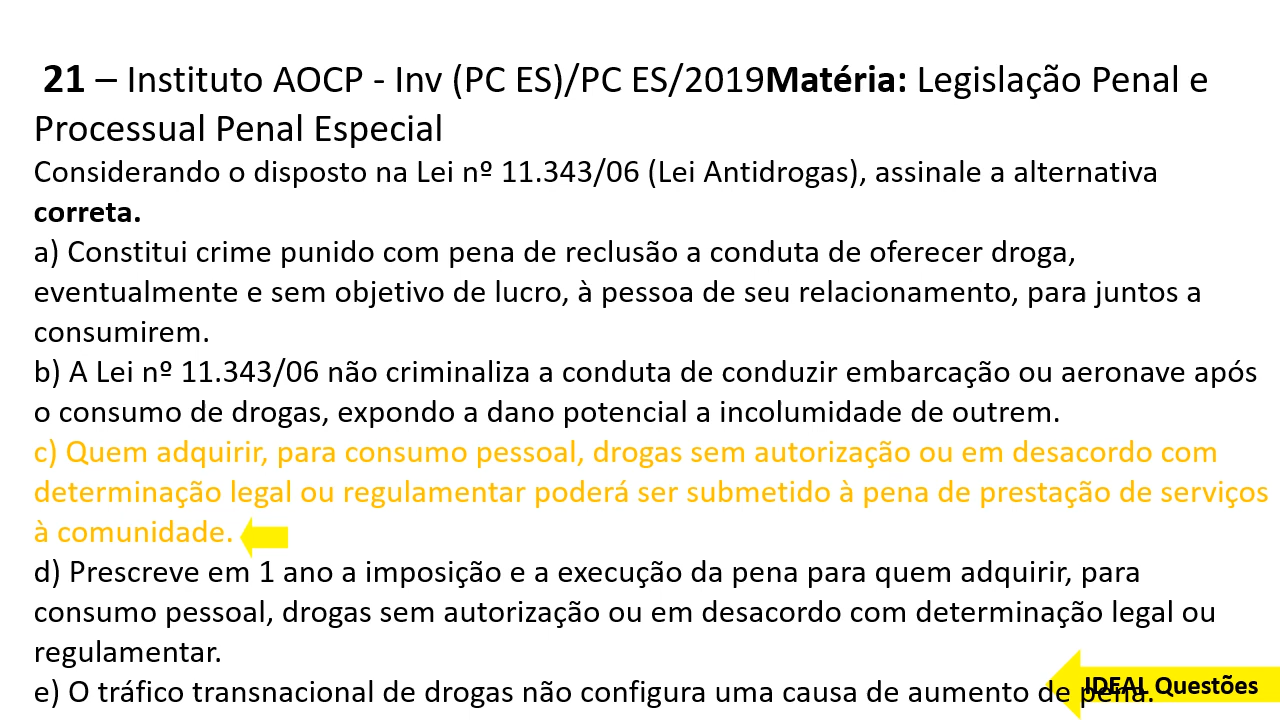 21 – Instituto AOCP - Inv (PC ES)/PC ES/2019Matéria: Legislação Penal e
Processual Penal Especial
Considerando o disposto na Lei nº 11.343/06 (Lei Antidrogas), assinale a alternativa
correta.
a) Constitui crime punido com pena de reclusão a conduta de oferecer droga,
eventualmente e sem objetivo de lucro, à pessoa de seu relacionamento, para juntos a
consumirem.
b) A Lei nº 11.343/06 não criminaliza a conduta de conduzir embarcação ou aeronave após
o consumo de drogas, expondo a dano potencial a incolumidade de outrem.
c) Quem adquirir, para consumo pessoal, drogas sem autorização ou em desacordo com
determinação legal ou regulamentar poderá ser submetido à pena de prestação de serviços
à comunidade.
d) Prescreve em 1 ano a imposição e a execução da pena para quem adquirir, para
consumo pessoal, drogas sem autorização ou em desacordo com determinação legal ou
regulamentar.
e) O tráfico transnacional de drogas não configura uma causa de aumento de pena.
IDEAL Questões